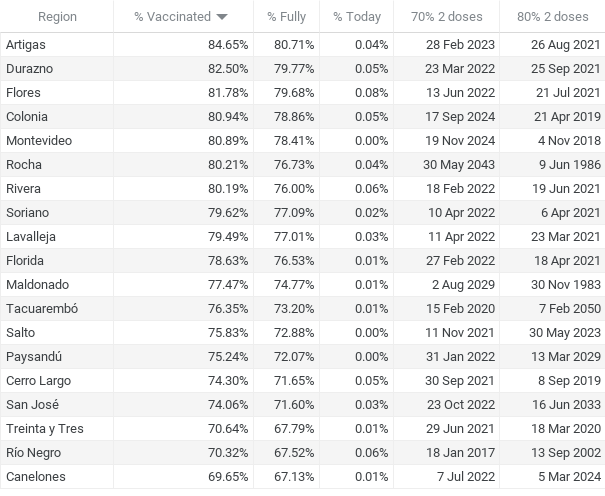 Region % Vaccinated % Fully % Today 70% 2 doses 80% 2 doses
Artigas 84.65% 80.71% 0.04% 28 Feb 2023 26 Aug 2021
Durazno 82.50% 79.77% 0.05% 23 Mar 2022 25 Sep 2021
Flores 81.78% 79.68% 0.08% 13 Jun 2022 21 Jul 2021
Colonia 80.94% 78.86% 0.05% 17 Sep 2024 21 Apr 2019
Montevideo 80.89% 78.41% 0.00% 19 Nov 2024 4 Nov 2018
Rocha 80.21% 76.73% 0.04% 30 May 2043 9 Jun 1986
Rivera 80.19% 76.00% 0.06% 18 Feb 2022 19 Jun 2021
Soriano 79.62% 77.09% 0.02% 10 Apr 2022 6 Apr 2021
Lavalleja 79.49% 77.01% 0.03% 11 Apr 2022 23 Mar 2021
Florida 78.63% 76.53% 0.01% 27 Feb 2022 18 Apr 2021
Maldonado 77.47% 74.77% 0.01% 2 Aug 2029 30 Nov 1983
Tacuarembó 76.35% 73.20% 0.01% 15 Feb 2020 7 Feb 2050
Salto 75.83% 72.88% 0.00% 11 Nov 2021 30 May 2023
Paysandú 75.24% 72.07% 0.00% 31 Jan 2022 13 Mar 2029
Cerro Largo 74.30% 71.65% 0.05% 30 Sep 2021 8 Sep 2019
San José 74.06% 71.60% 0.03% 23 Oct 2022 16 Jun 2033
Treinta y Tres 70.64% 67.79% 0.01% 29 Jun 2021 18 Mar 2020
Río Negro 70.32% 67.52% 0.06% 18 Jan 2017 13 Sep 2002
Canelones 69.65% 67.13% 0.01% 7 Jul 2022 5 Mar 2024